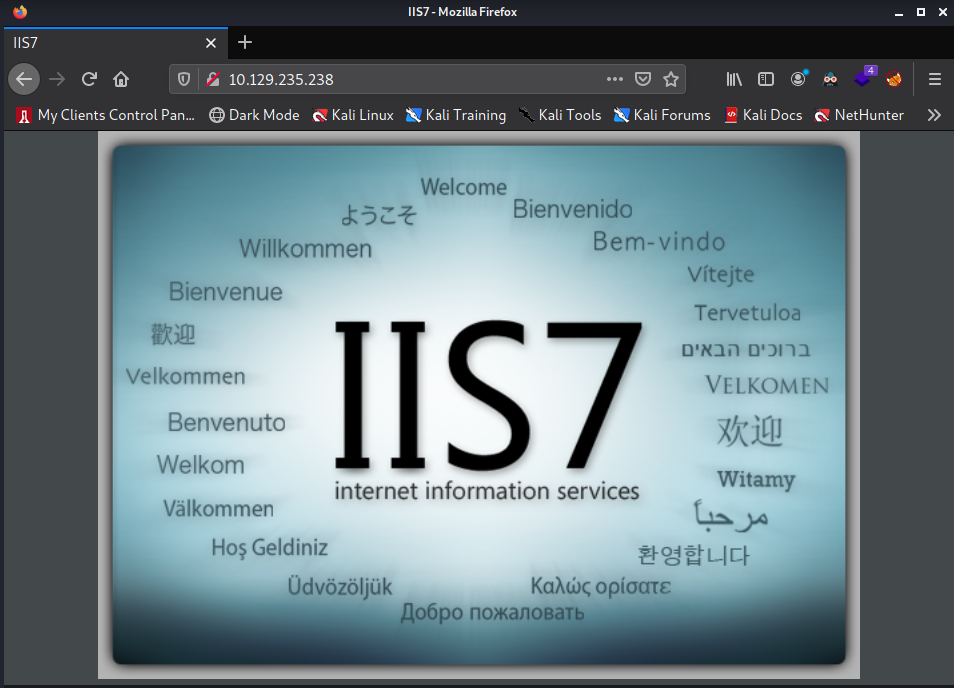 IIS7 - Mozilla Firefox
IIS7
10.129.235.238
4
My Clients Control Pan... Dark Mode Kali Linux Kali Training Kali Tools Kali Forums Kali Docs NetHunter
Welcome
ようこそ
Bienvenido
Willkommen
Bem-vindo
Vítejte
Bienvenue
Tervetuloa
歡迎
ברוכים הבאים
Velkommen
VELKOMEN
Benvenuto
欢迎
Welkom
Witamy
Välkommen
مرحباً
Hoş Geldiniz
환영합니다
Üdvözöljük
Καλώς ορίσατε
Добро пожаловать
IIS7
internet information services